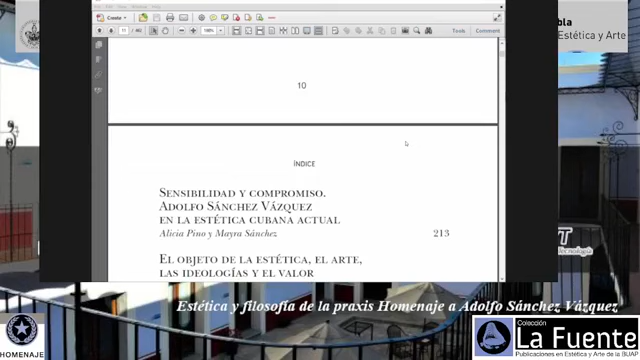 bla
Estética y Arte
Create
Tools
Comment
10
ÍNDICE
SENSIBILIDAD Y COMPROMISO.
ADOLFO SÁNCHEZ VÁZQUEZ
EN LA ESTÉTICA CUBANA ACTUAL
Alicia Pino y Mayra Sánchez 213
EL OBJETO DE LA ESTÉTICA, EL ARTE,
LAS IDEOLOGÍAS Y EL VALOR
Estética y filosofía de la praxis Homenaje a Adolfo Sánchez Vázquez
HOMENAJE
Colección
La Fuente
Publicaciones en Estética y Arte de la BUAP